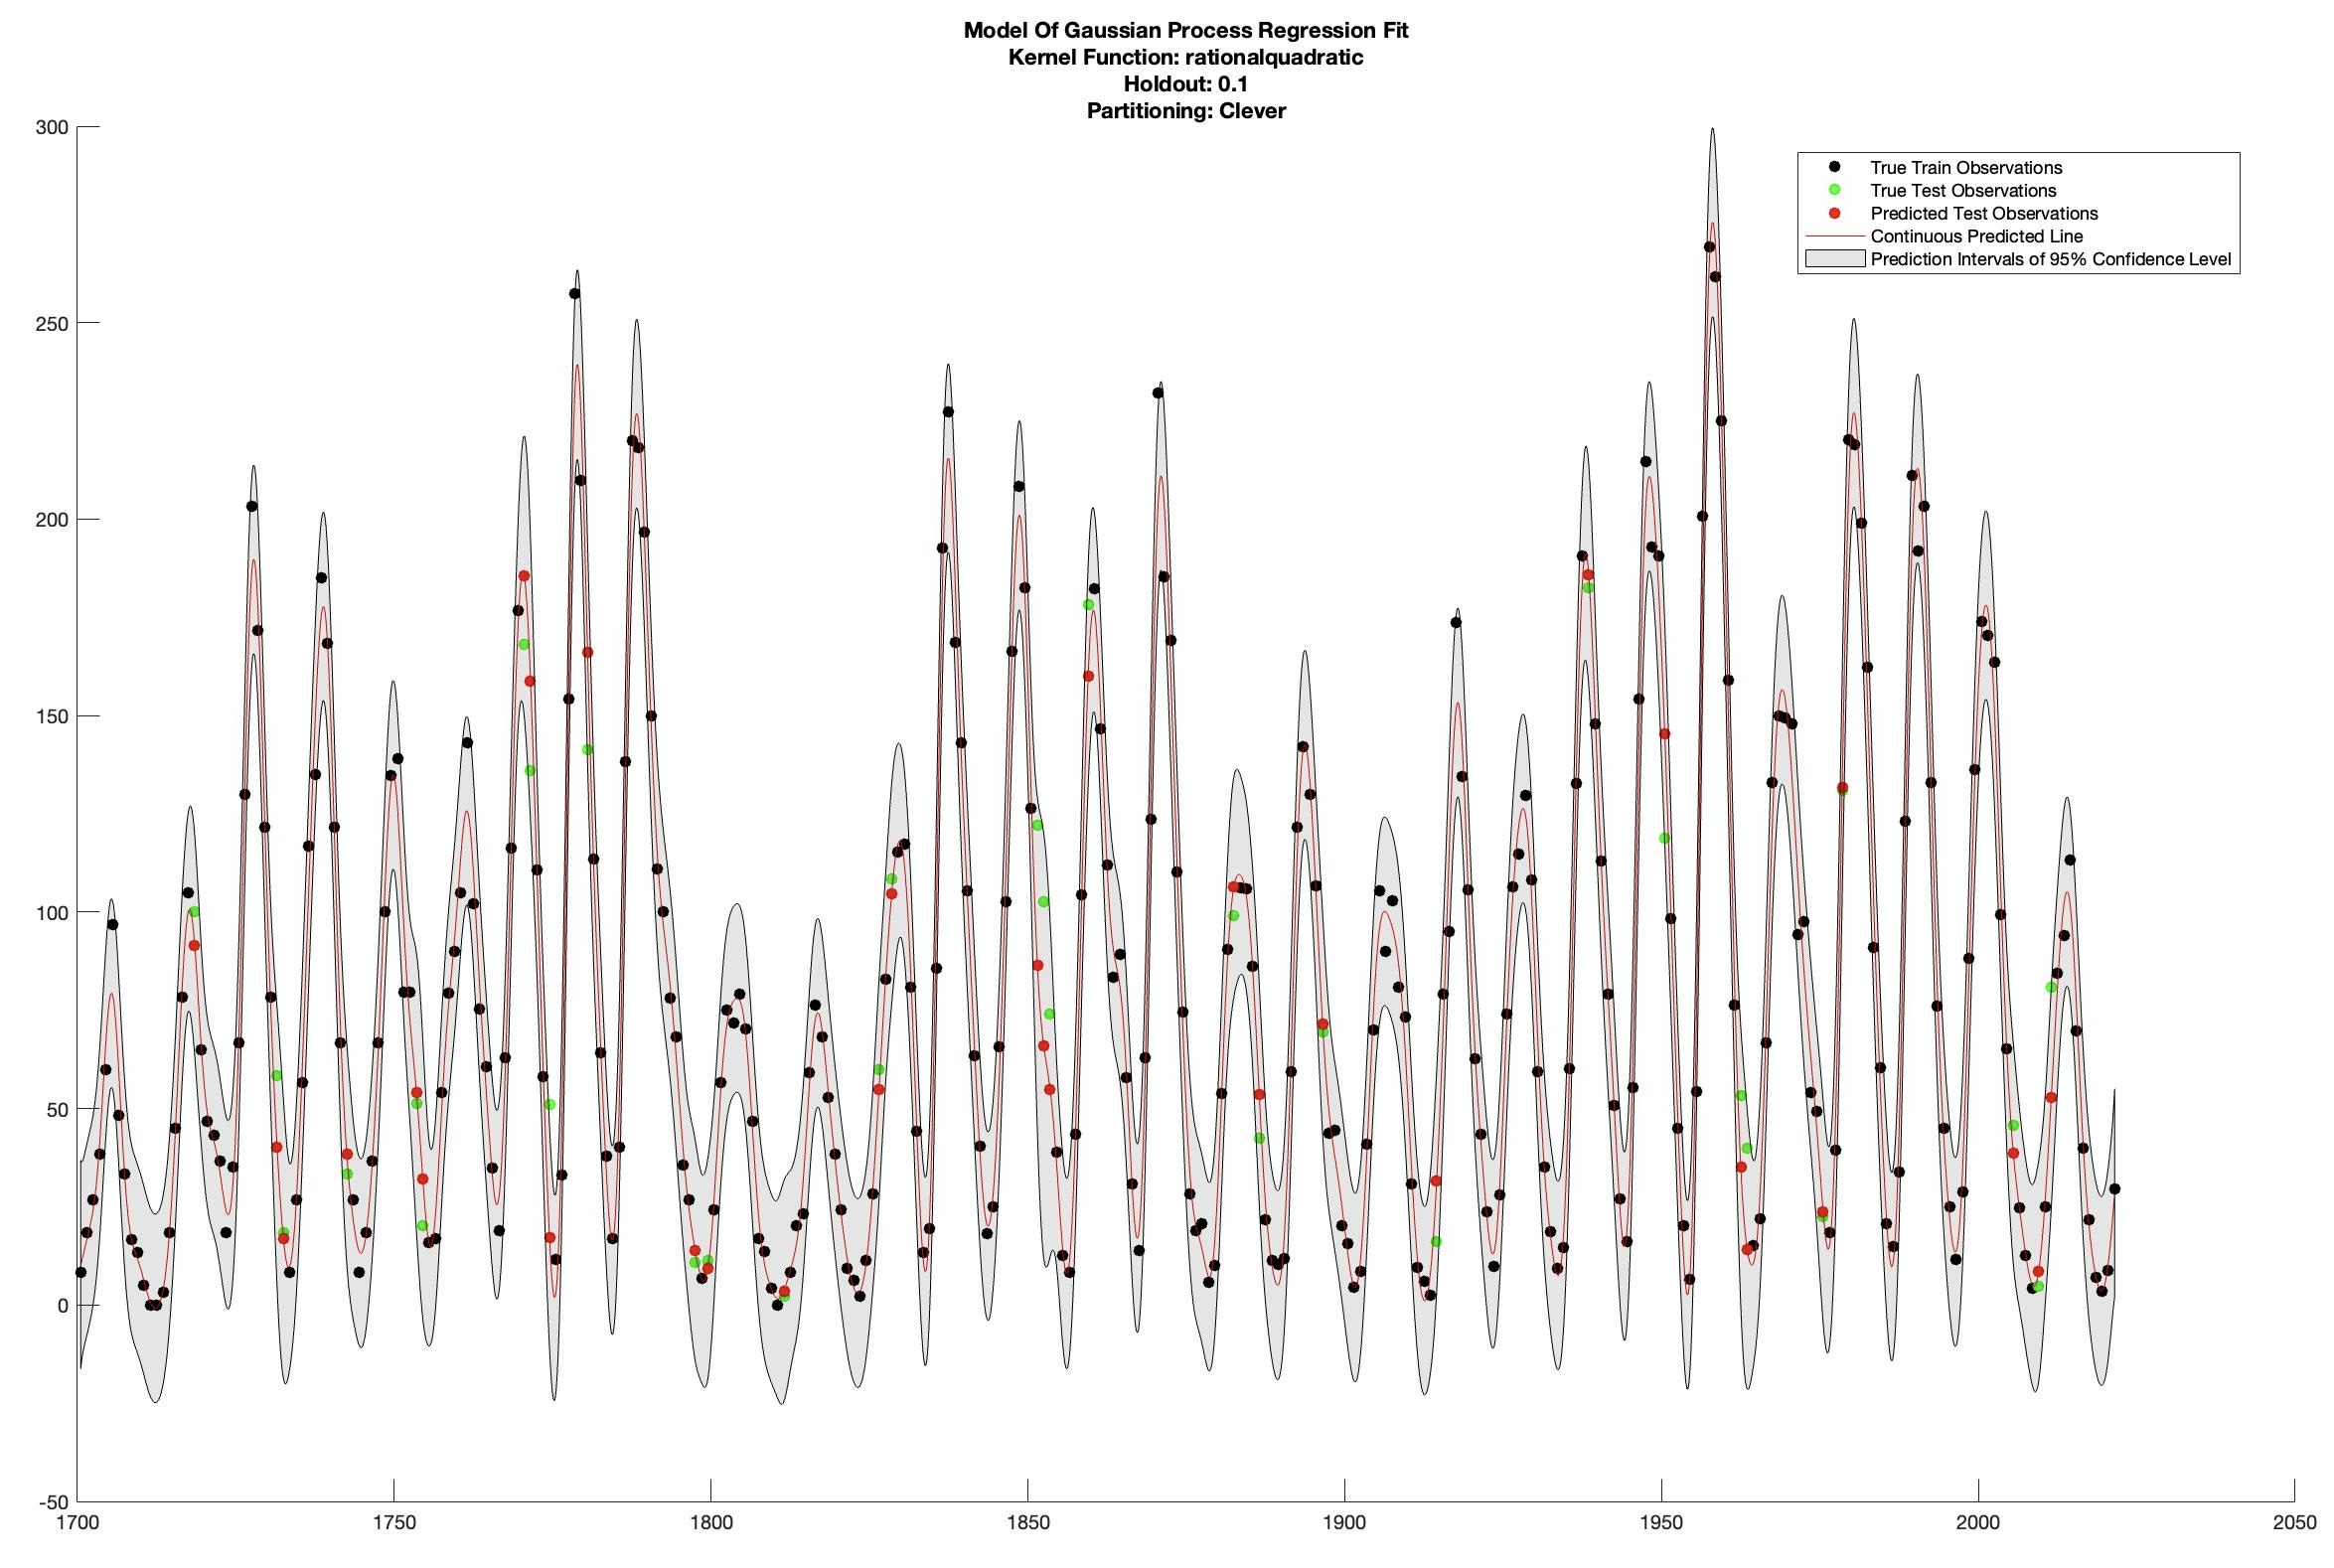 Model Of Gaussian Process Regression Fit
Kernel Function: rationalquadratic
Holdout: 0.1
Partitioning: Clever
300
True Train Observations
True Test Observations
Predicted Test Observations
Continuous Predicted Line
Prediction Intervals of 95% Confidence Level
250
200
150
100
50
0
-50
1700 1750 1800 1850 1900 1950 2000 2050